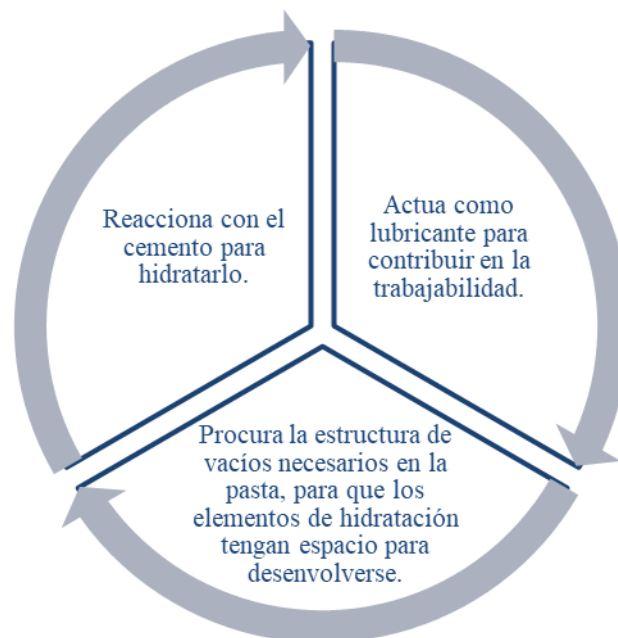 Reacciona con el
cemento para
hidratarlo.
Actua como
lubricante para
contribuir en la
trabajabilidad.
Procura la estructura de
vacíos necesarios en la
pasta, para que los
elementos de hidratación
tengan espacio para
desenvolverse.